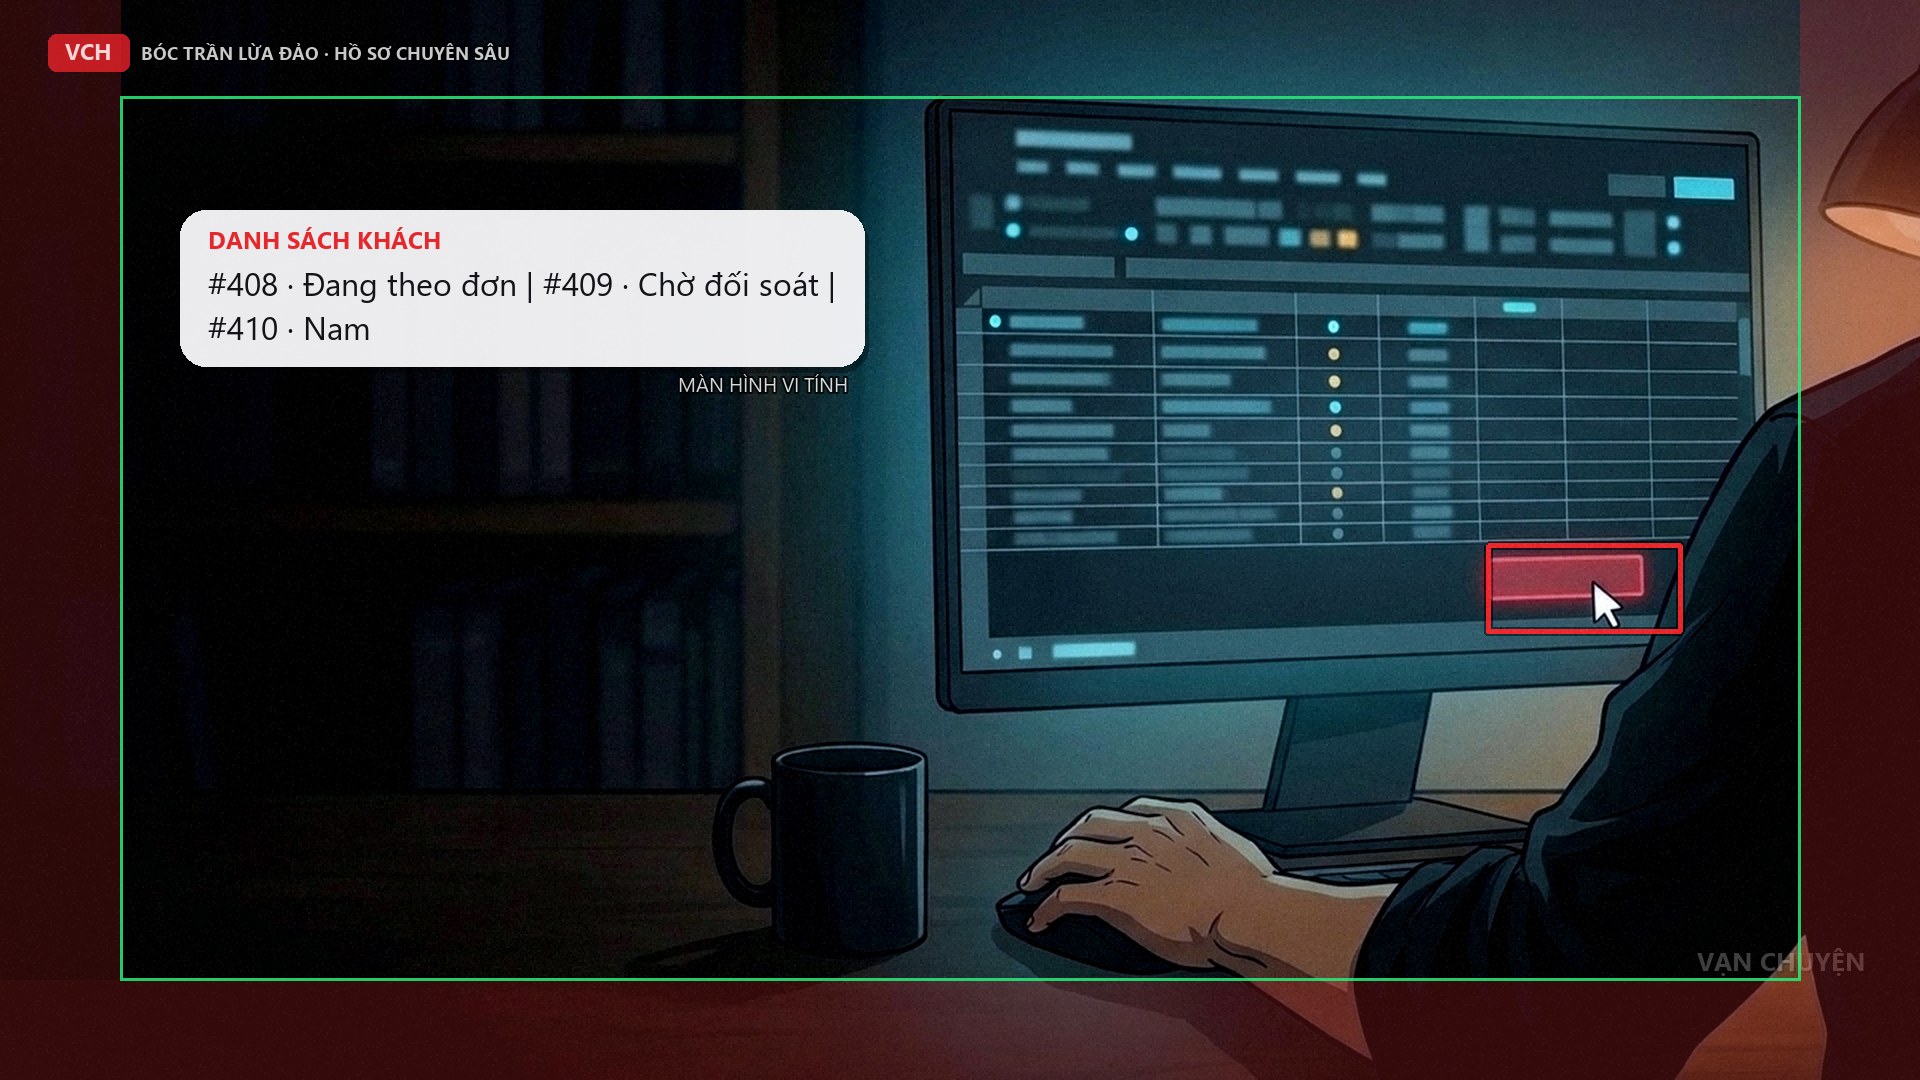 VCH BÓC TRẦN LỪA ĐẢO · HỒ SƠ CHUYÊN SÂU
DANH SÁCH KHÁCH
#408 · Đang theo đơn | #409 · Chờ đối soát |
#410 · Nam
MÀN HÌNH VI TÍNH
VẠN CHUYỆN